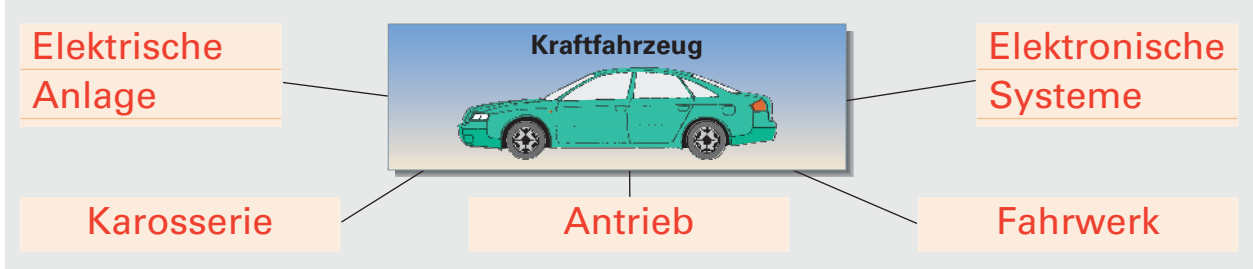 Elektrische
Anlage
Kraftfahrzeug
Elektronische
Systeme
Karosserie
Antrieb
Fahrwerk